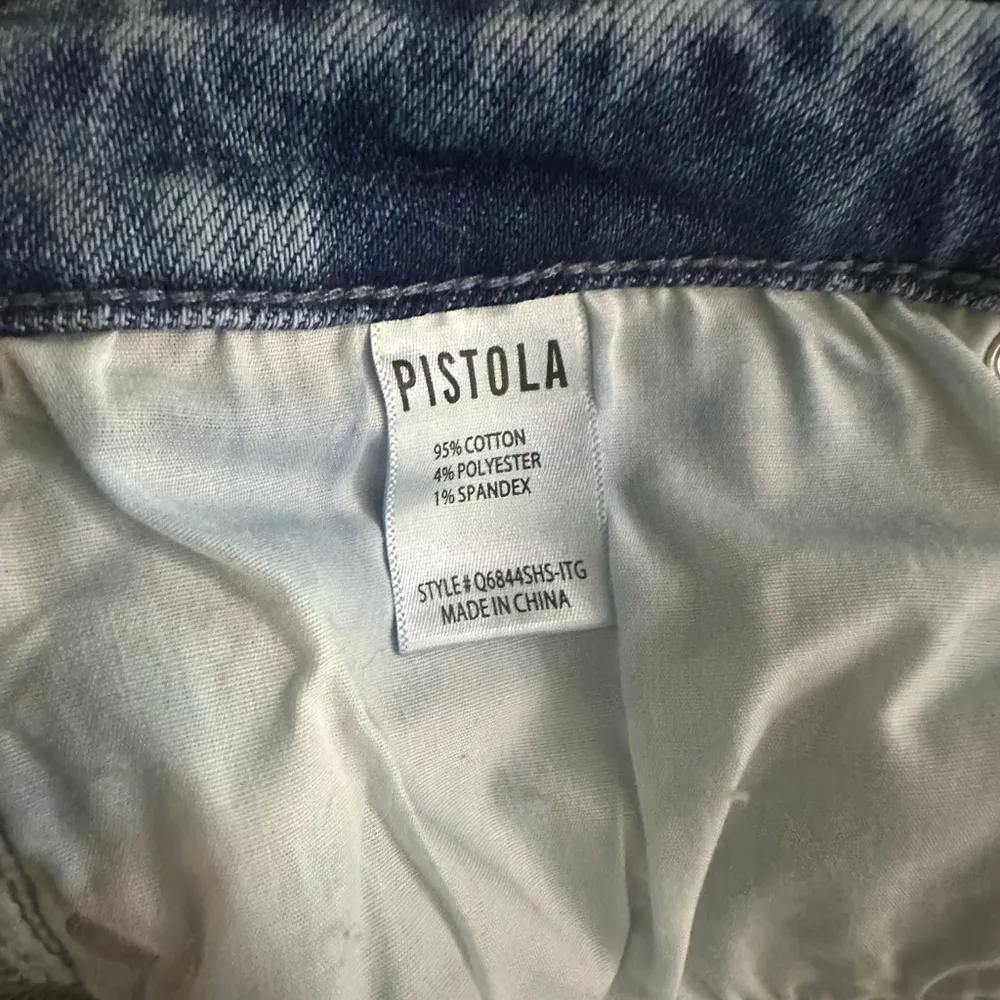 PISTOLA
95% COTTON
4% POLYESTER
1% SPANDEX
STYLE# Q6844SHS-ITG
MADE IN CHINA